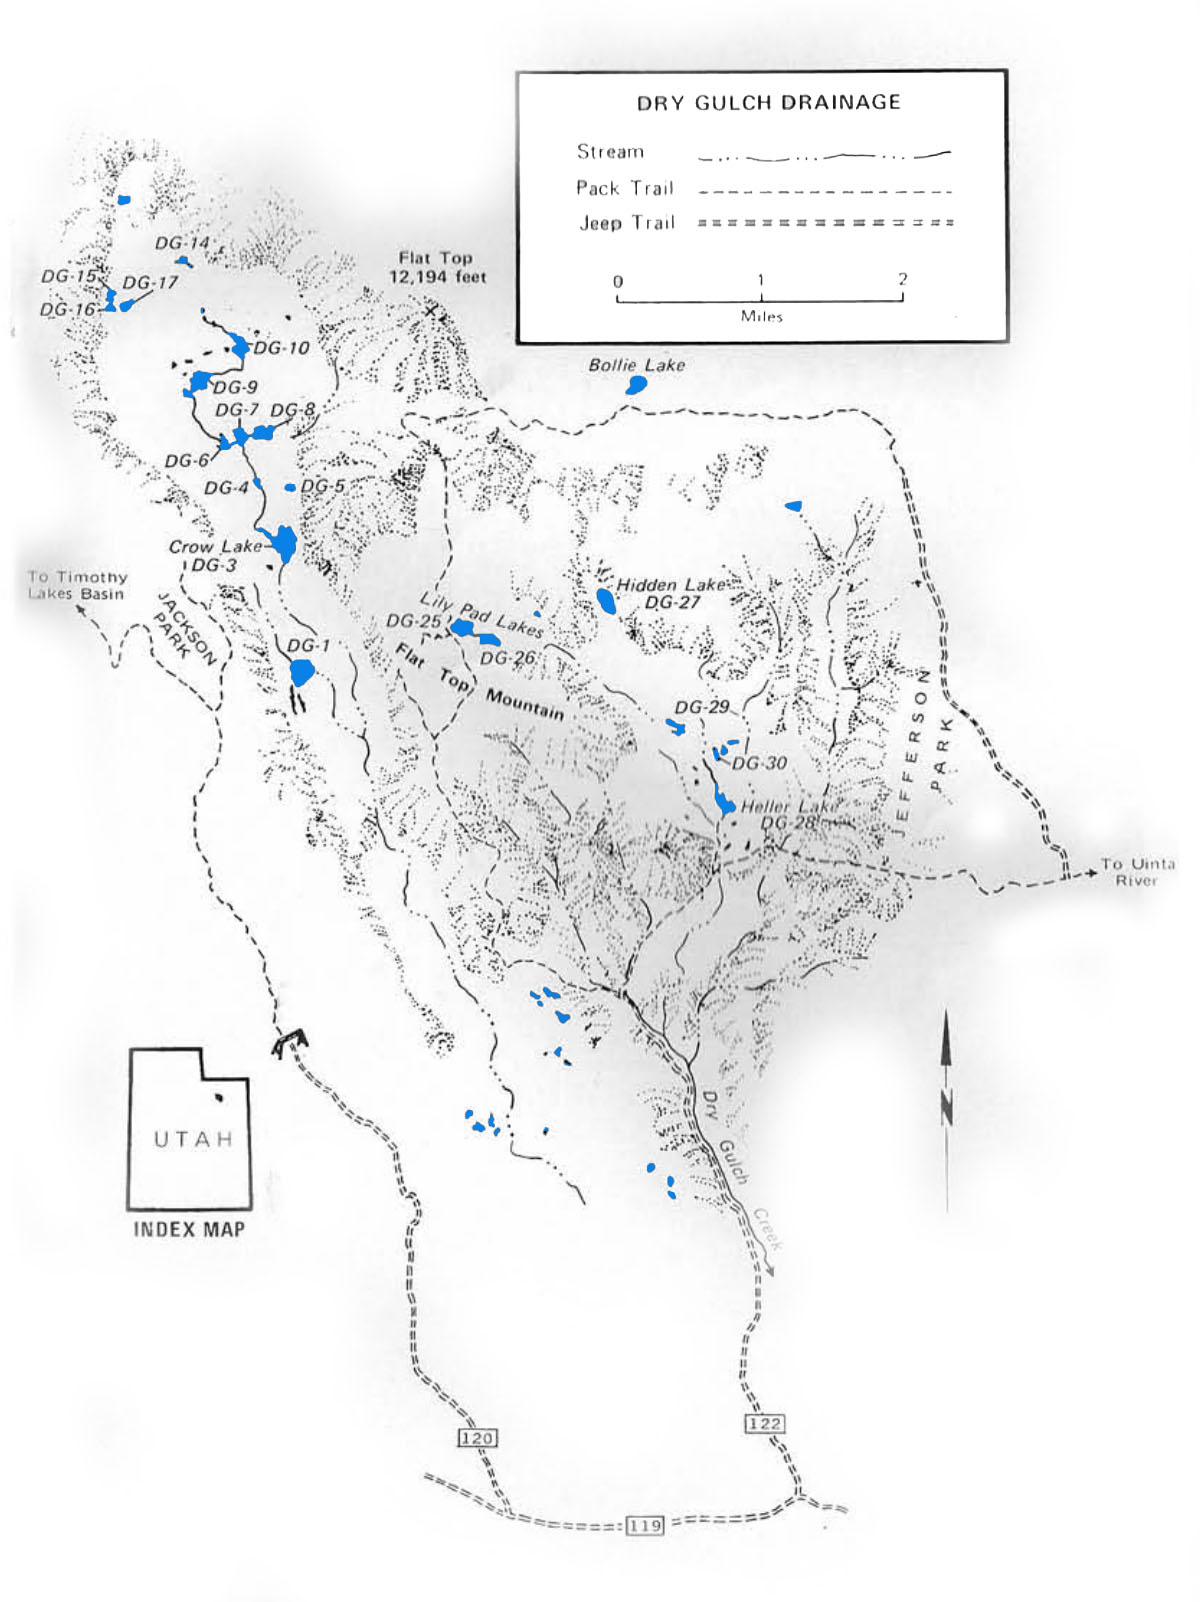 DRY GULCH DRAINAGE
Stream
Pack Trail
Jeep Trail
0 1 2
Miles
DG-14
DG-15
DG-17
DG-16
Flat Top
12,194 feet
DG-10
DG-9
DG-7 DG-8
DG-6
DG-4
DG-5
Bollie Lake
Crow Lake
DG-3
To Timothy
Lakes Basin
JACKSON
PARK
DG-1
Lily Pad Lakes
DG-25
DG-26
Flat Top Mountain
Hidden Lake
DG-27
DG-29
DG-30
Heller Lake
DG-28
JEFFERSON
PARK
To Uinta
River
N
Dry Gulch Creek
UTAH
INDEX MAP
120
122
119